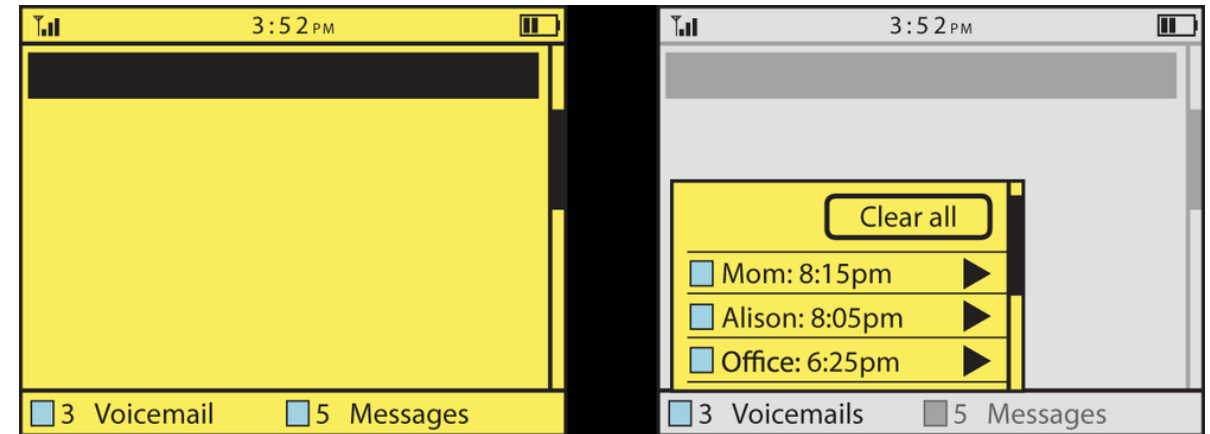 3:52PM
3 Voicemail 5 Messages
3:52PM
Clear all
Mom: 8:15pm
Alison: 8:05pm
Office: 6:25pm
3 Voicemails 5 Messages